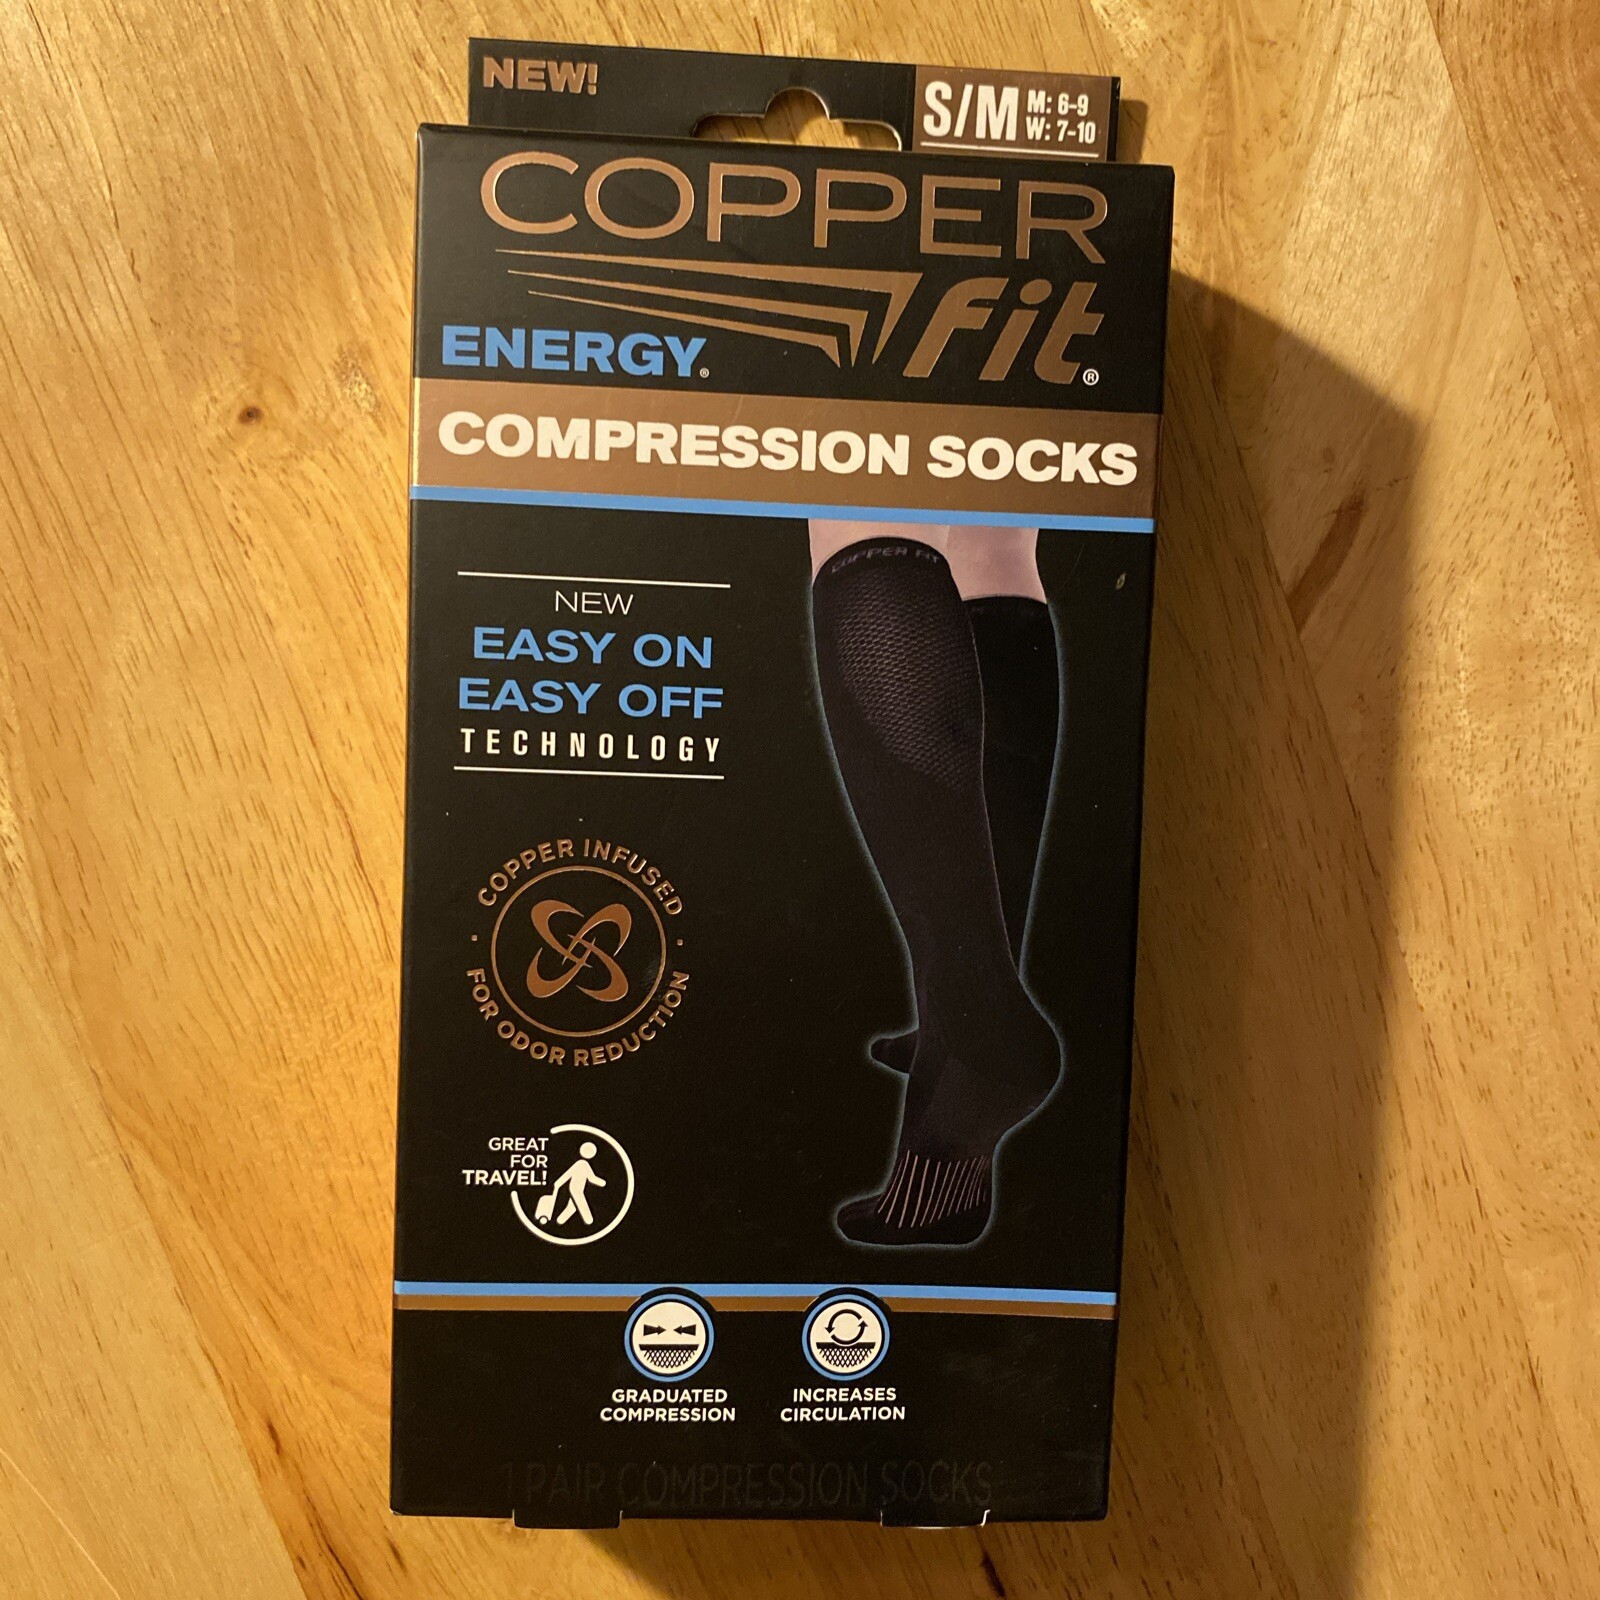 NEW!
S/M
M: 6-9
W: 7-10
COPPER
fit®
ENERGY®
COMPRESSION SOCKS
COPPER FIT
NEW
EASY ON
EASY OFF
TECHNOLOGY
COPPER INFUSED
· FOR ODOR REDUCTION ·
GREAT
FOR
TRAVEL!
GRADUATED
COMPRESSION
INCREASES
CIRCULATION
1 PAIR COMPRESSION SOCKS